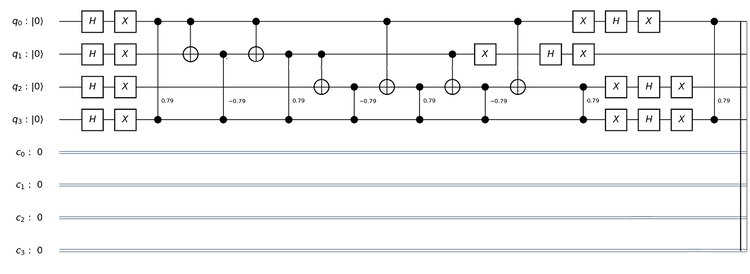 q₀ : |0⟩ H X X H X
q₁ : |0⟩ H X X H X
q₂ : |0⟩ H X X H X
0.79 −0.79 0.79 −0.79 0.79 −0.79 0.79 0.79
q₃ : |0⟩ H X X H X
c₀ : 0
c₁ : 0
c₂ : 0
c₃ : 0